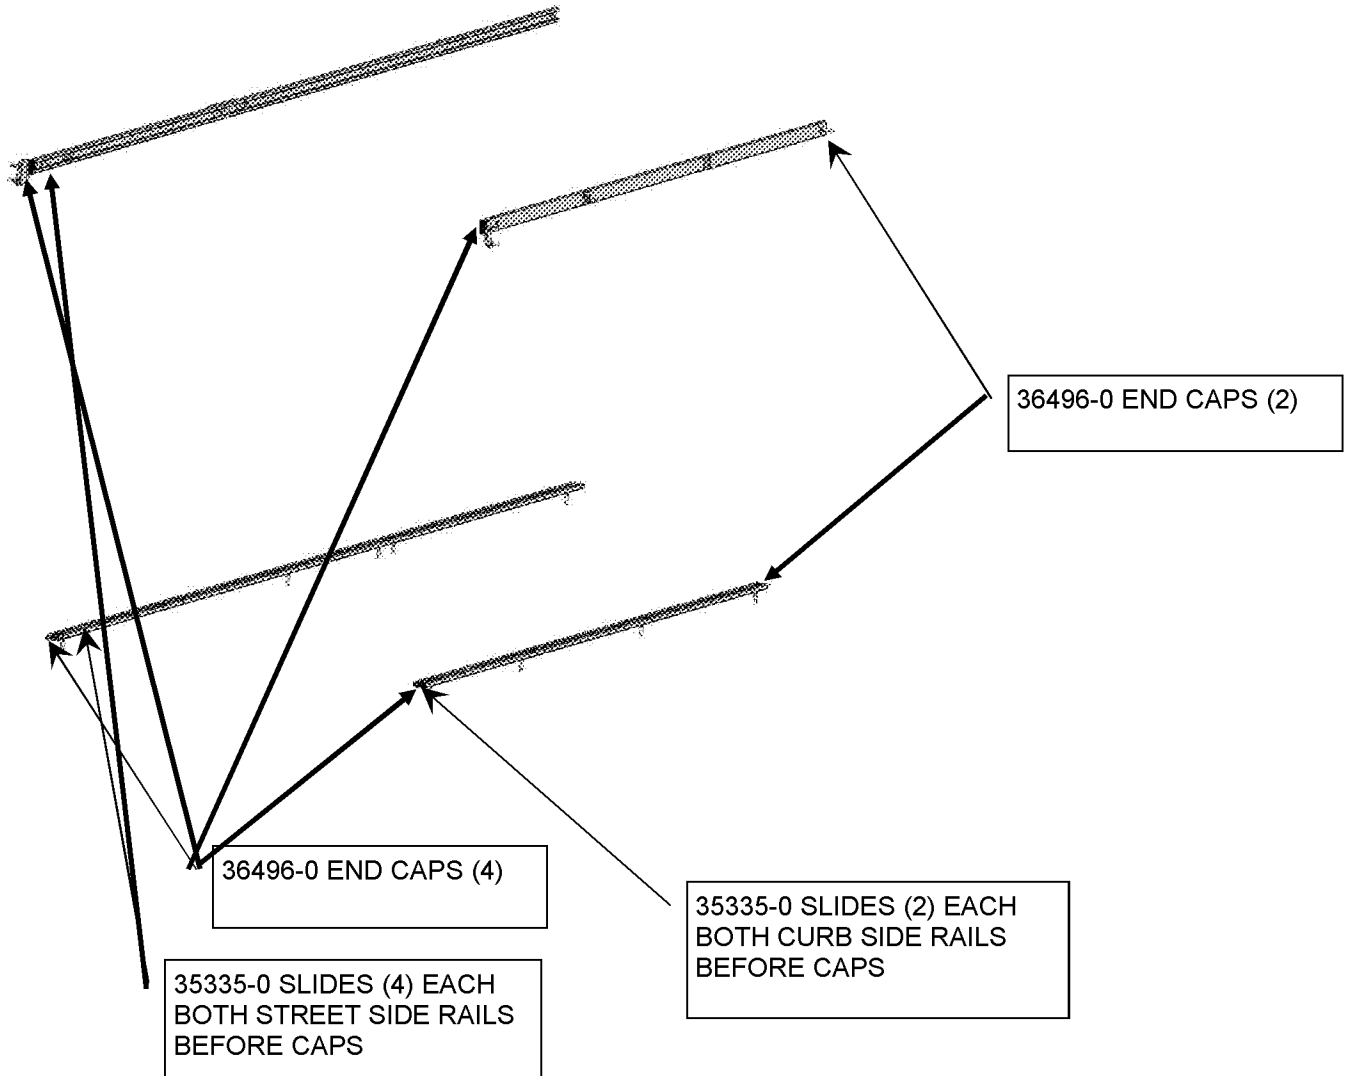 36496-0 END CAPS (2)
36496-0 END CAPS (4)
35335-0 SLIDES (2) EACH
BOTH CURB SIDE RAILS
BEFORE CAPS
35335-0 SLIDES (4) EACH
BOTH STREET SIDE RAILS
BEFORE CAPS